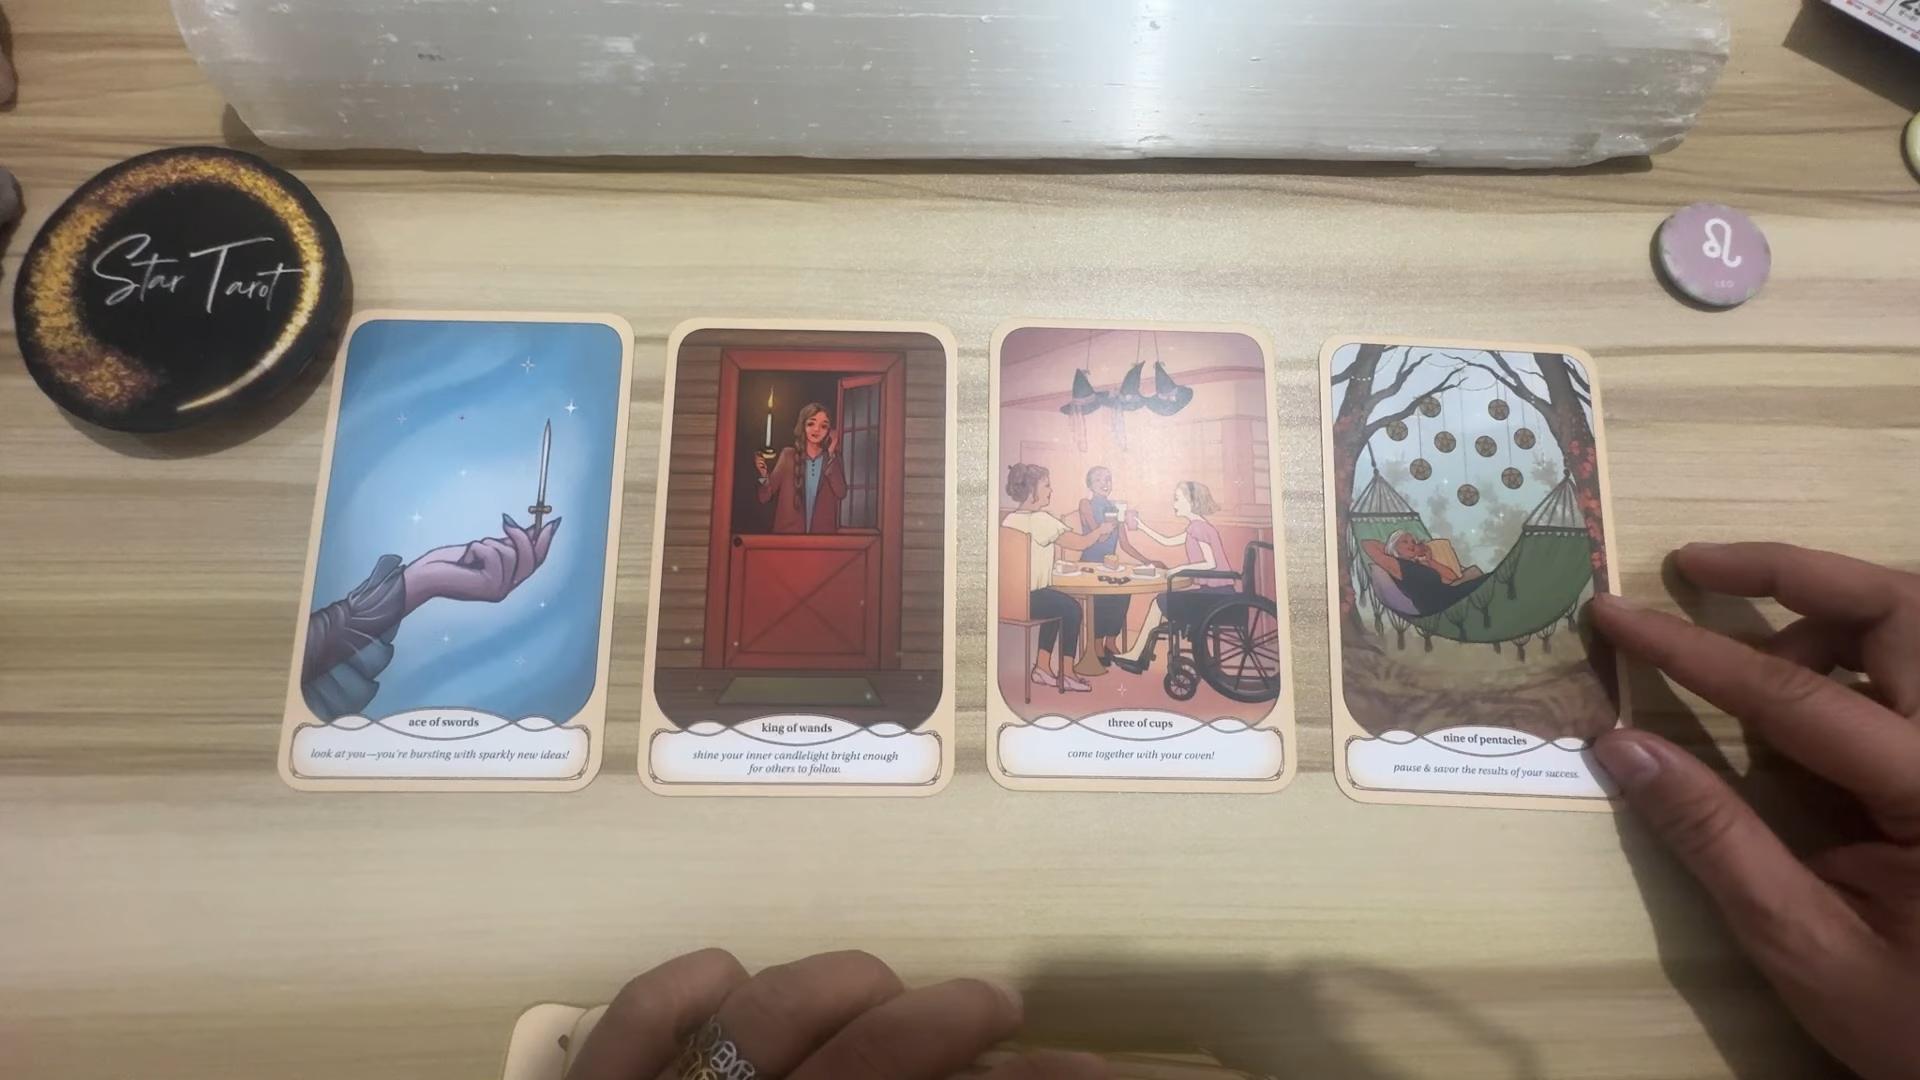 Star Tarot
LEO
ace of swords
look at you—you're bursting with sparkly new ideas!
king of wands
shine your inner candlelight bright enough
for others to follow.
three of cups
come together with your coven!
nine of pentacles
pause & savor the results of your success.